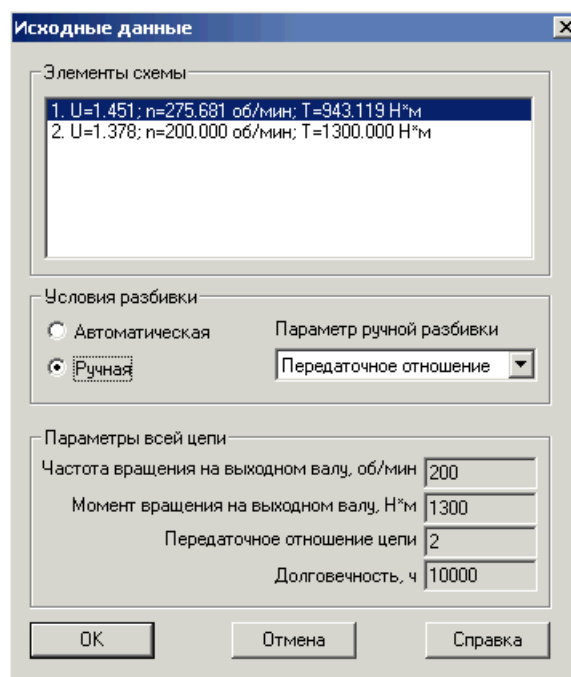 Исходные данные
Элементы схемы
1. U=1.451; n=275.681 об/мин; T=943.119 Н*м
2. U=1.378; n=200.000 об/мин; T=1300.000 Н*м
Условия разбивки
Автоматическая
Ручная
Параметр ручной разбивки
Передаточное отношение
Параметры всей цепи
Частота вращения на выходном валу, об/мин 200
Момент вращения на выходном валу, Н*м 1300
Передаточное отношение цепи 2
Долговечность, ч 10000
OK Отмена Справка